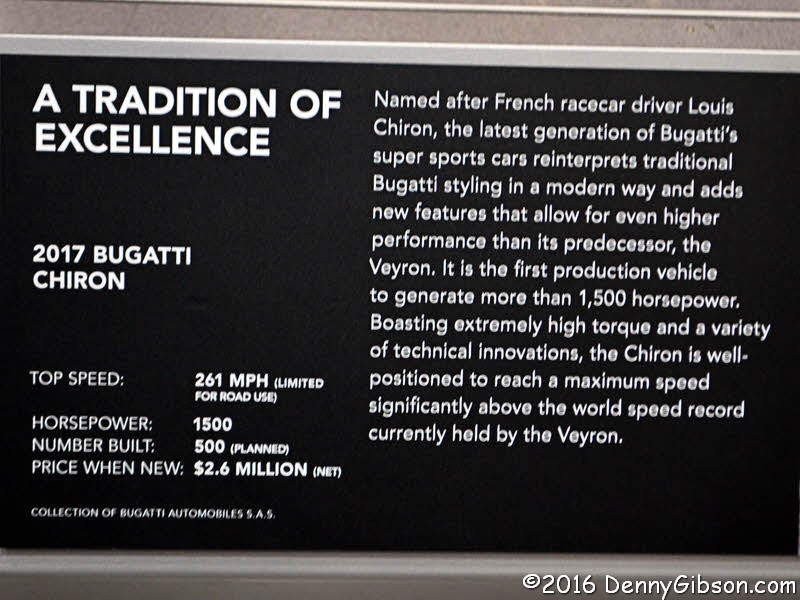 A TRADITION OF
EXCELLENCE
2017 BUGATTI
CHIRON
TOP SPEED: 261 MPH (LIMITED
FOR ROAD USE)
HORSEPOWER: 1500
NUMBER BUILT: 500 (PLANNED)
PRICE WHEN NEW: $2.6 MILLION (NET)
COLLECTION OF BUGATTI AUTOMOBILES S.A.S.
Named after French racecar driver Louis
Chiron, the latest generation of Bugatti's
super sports cars reinterprets traditional
Bugatti styling in a modern way and adds
new features that allow for even higher
performance than its predecessor, the
Veyron. It is the first production vehicle
to generate more than 1,500 horsepower.
Boasting extremely high torque and a variety
of technical innovations, the Chiron is well-
positioned to reach a maximum speed
significantly above the world speed record
currently held by the Veyron.
©2016 DennyGibson.com